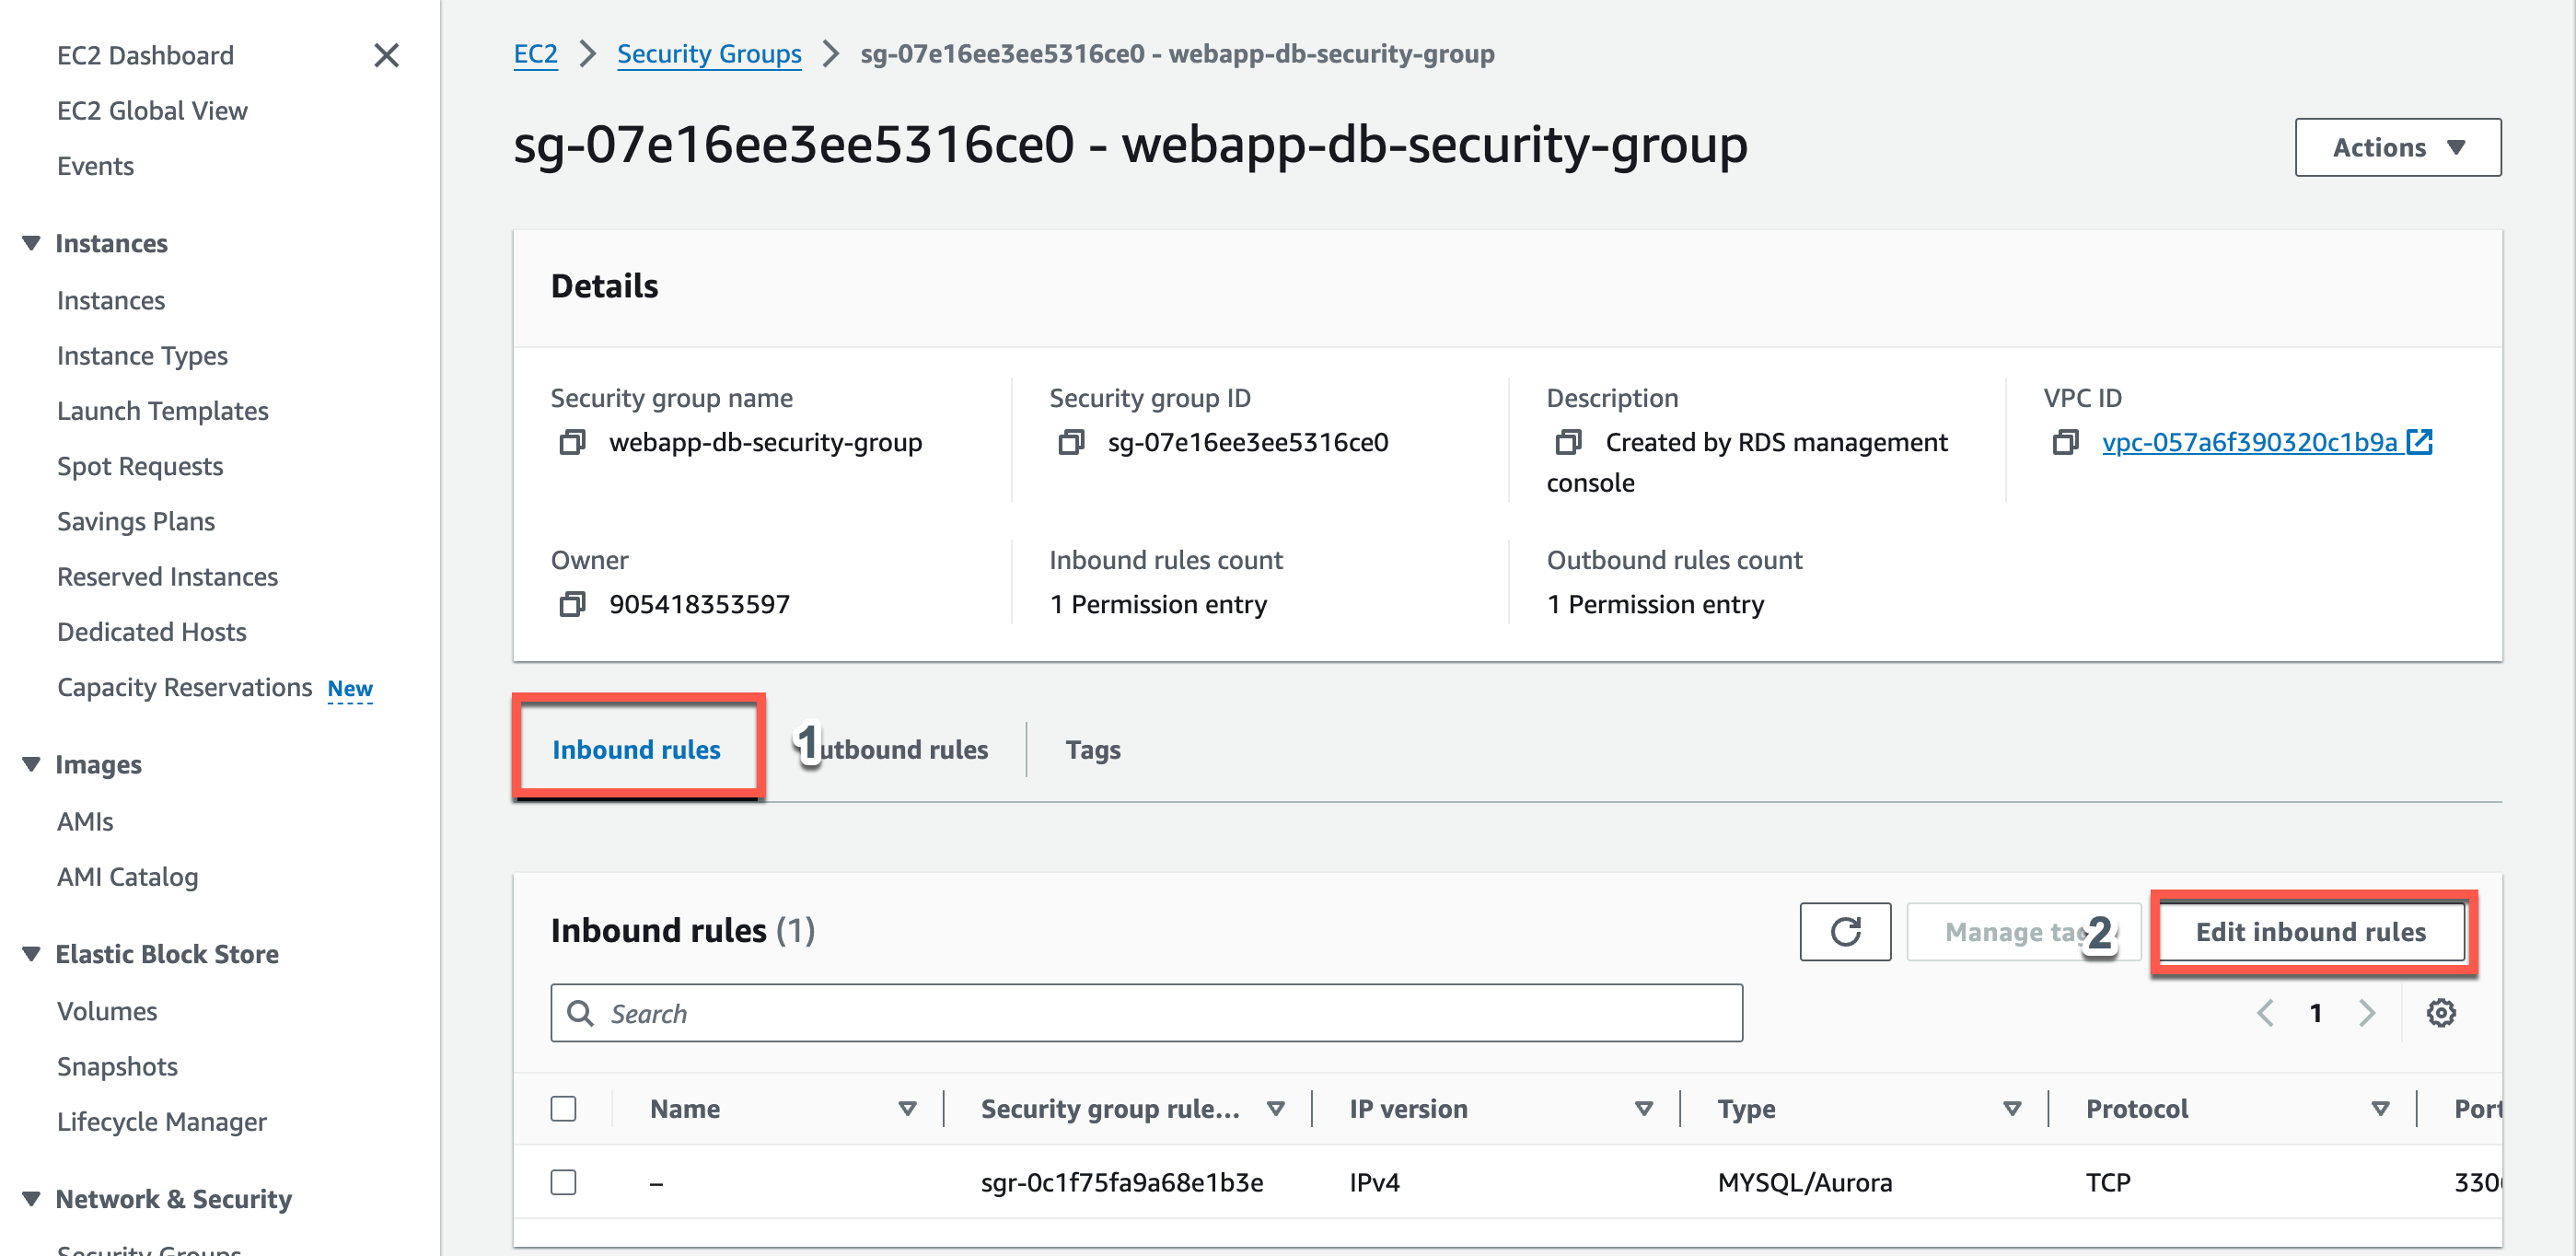 EC2 Dashboard
EC2 Global View
Events
Instances
Instances
Instance Types
Launch Templates
Spot Requests
Savings Plans
Reserved Instances
Dedicated Hosts
Capacity Reservations New
Images
AMIs
AMI Catalog
Elastic Block Store
Volumes
Snapshots
Lifecycle Manager
Network & Security
Security Groups
EC2 > Security Groups > sg-07e16ee3ee5316ce0 - webapp-db-security-group
sg-07e16ee3ee5316ce0 - webapp-db-security-group
Actions
Details
Security group name
webapp-db-security-group
Security group ID
sg-07e16ee3ee5316ce0
Description
Created by RDS management
console
VPC ID
vpc-057a6f390320c1b9a
Owner
905418353597
Inbound rules count
1 Permission entry
Outbound rules count
1 Permission entry
Inbound rules 1 utbound rules Tags
Inbound rules (1)
Manage ta 2 Edit inbound rules
Search
1
Name Security group rule... IP version Type Protocol Port
– sgr-0c1f75fa9a68e1b3e IPv4 MYSQL/Aurora TCP 330